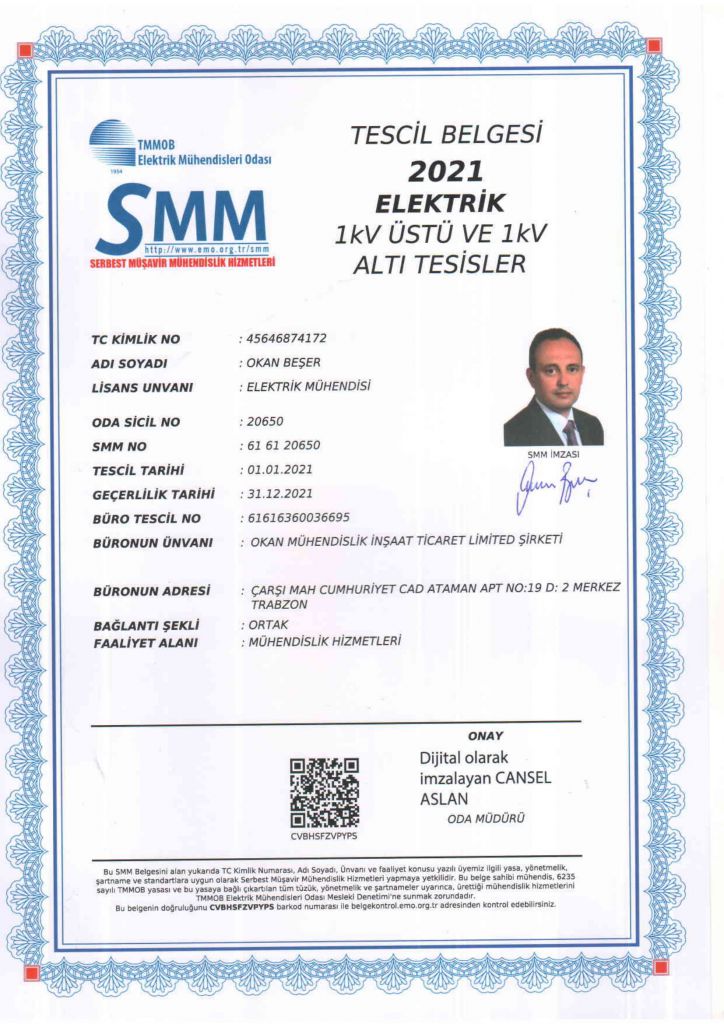 TMMOB
Elektrik Mühendisleri Odası
1954
SMM
http://www.emo.org.tr/smm
SERBEST MÜŞAVİR MÜHENDİSLİK HİZMETLERİ
TESCİL BELGESİ
2021
ELEKTRİK
1kV ÜSTÜ VE 1kV
ALTI TESİSLER
TC KİMLİK NO : 45646874172
ADI SOYADI : OKAN BEŞER
LİSANS UNVANI : ELEKTRİK MÜHENDİSİ
ODA SİCİL NO : 20650
SMM NO : 61 61 20650
TESCİL TARİHİ : 01.01.2021
GEÇERLİLİK TARİHİ : 31.12.2021
BÜRO TESCİL NO : 61616360036695
BÜRONUN ÜNVANI : OKAN MÜHENDİSLİK İNŞAAT TİCARET LİMİTED ŞİRKETİ
SMM İMZASI
BÜRONUN ADRESİ : ÇARŞI MAH CUMHURİYET CAD ATAMAN APT NO:19 D: 2 MERKEZ
TRABZON
BAĞLANTI ŞEKLİ : ORTAK
FAALİYET ALANI : MÜHENDİSLİK HİZMETLERİ
ONAY
Dijital olarak
imzalayan CANSEL
ASLAN
ODA MÜDÜRÜ
CVBHSFZVPYPS
Bu SMM Belgesini alan yukarıda TC Kimlik Numarası, Adı Soyadı, Ünvanı ve faaliyet konusu yazılı üyemiz ilgili yasa, yönetmelik,
şartname ve standartlara uygun olarak Serbest Müşavir Mühendislik Hizmetleri yapmaya yetkilidir. Bu belge sahibi mühendis, 6235
sayılı TMMOB yasası ve bu yasaya bağlı çıkartılan tüm tüzük, yönetmelik ve şartnameler uyarınca, ürettiği mühendislik hizmetlerini
TMMOB Elektrik Mühendisleri Odası Mesleki Denetimi'ne sunmak zorundadır.
Bu belgenin doğruluğunu CVBHSFZVPYPS barkod numarası ile belgekontrol.emo.org.tr adresinden kontrol edebilirsiniz.